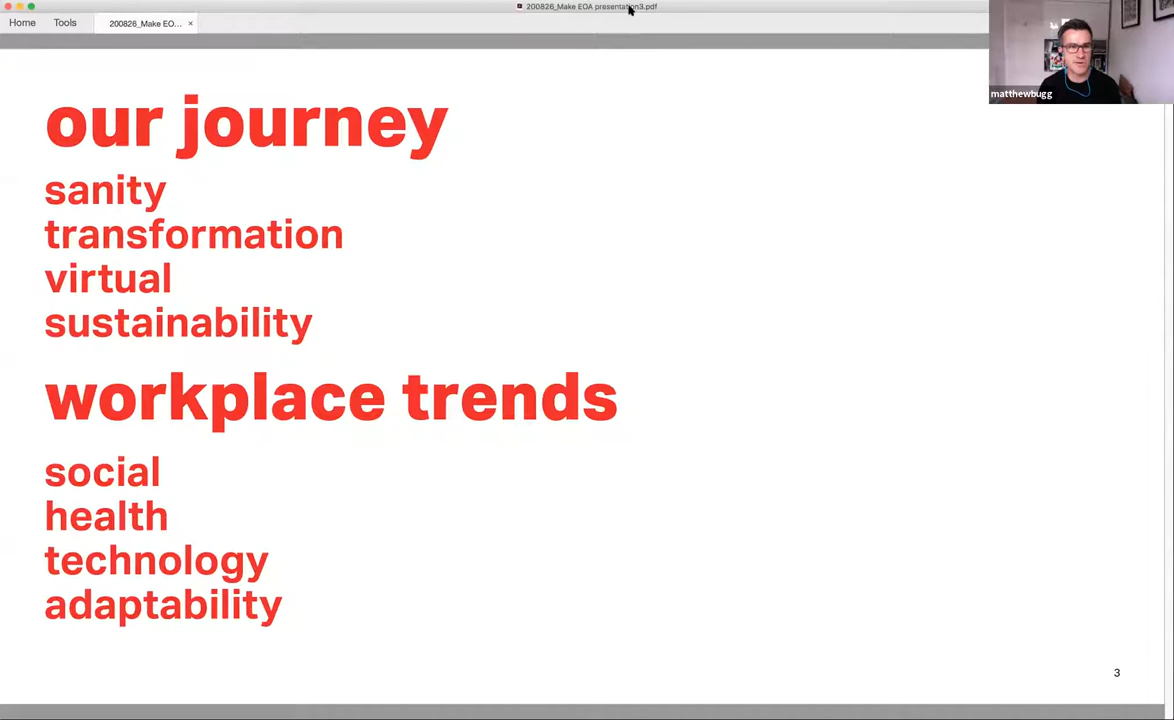 200826_Make EOA presentation3.pdf
Home
Tools
200826_Make EO... ×
matthewbugg
our journey
sanity
transformation
virtual
sustainability
workplace trends
social
health
technology
adaptability
3